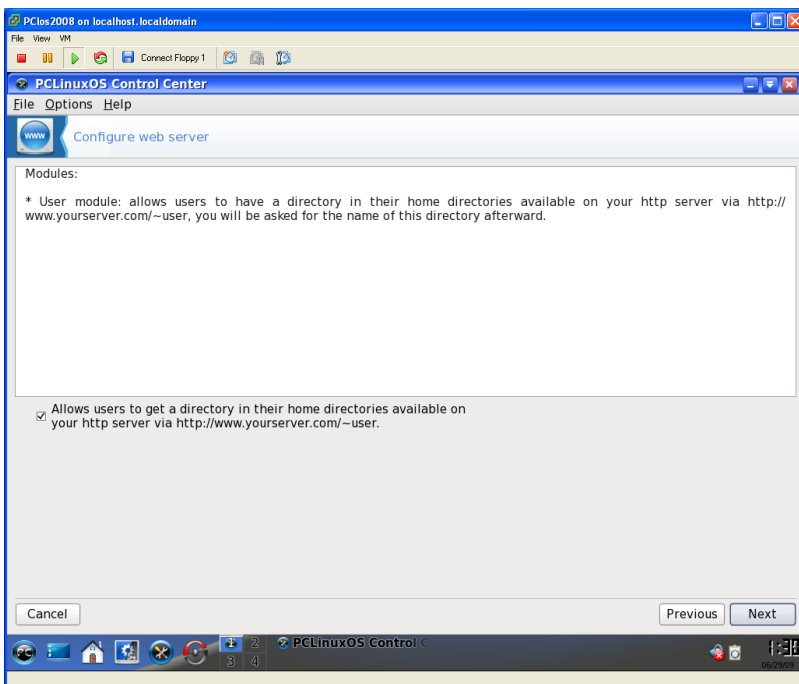 PClos2008 on localhost.localdomain
File View VM
Connect Floppy 1
PCLinuxOS Control Center
File Options Help
www
Configure web server
Modules:
* User module: allows users to have a directory in their home directories available on your http server via http://
www.yourserver.com/~user, you will be asked for the name of this directory afterward.
Allows users to get a directory in their home directories available on
your http server via http://www.yourserver.com/~user.
Cancel Previous Next
1 2
PCLinuxOS Control C
3 4
06/29/09